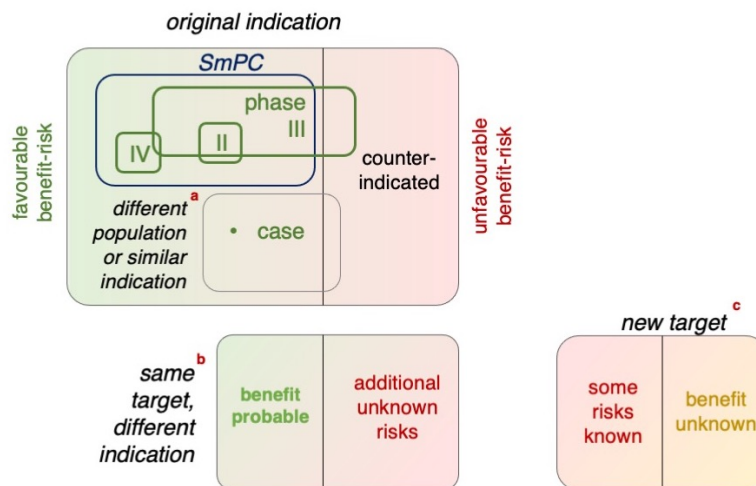 original indication
SmPC
phase
III
II
IV
favourable
benefit-risk
counter-
indicated
unfavourable
benefit-risk
different a
population
or similar
indication
case
same b
target,
different
indication
benefit
probable
additional
unknown
risks
new target c
some
risks
known
benefit
unknown